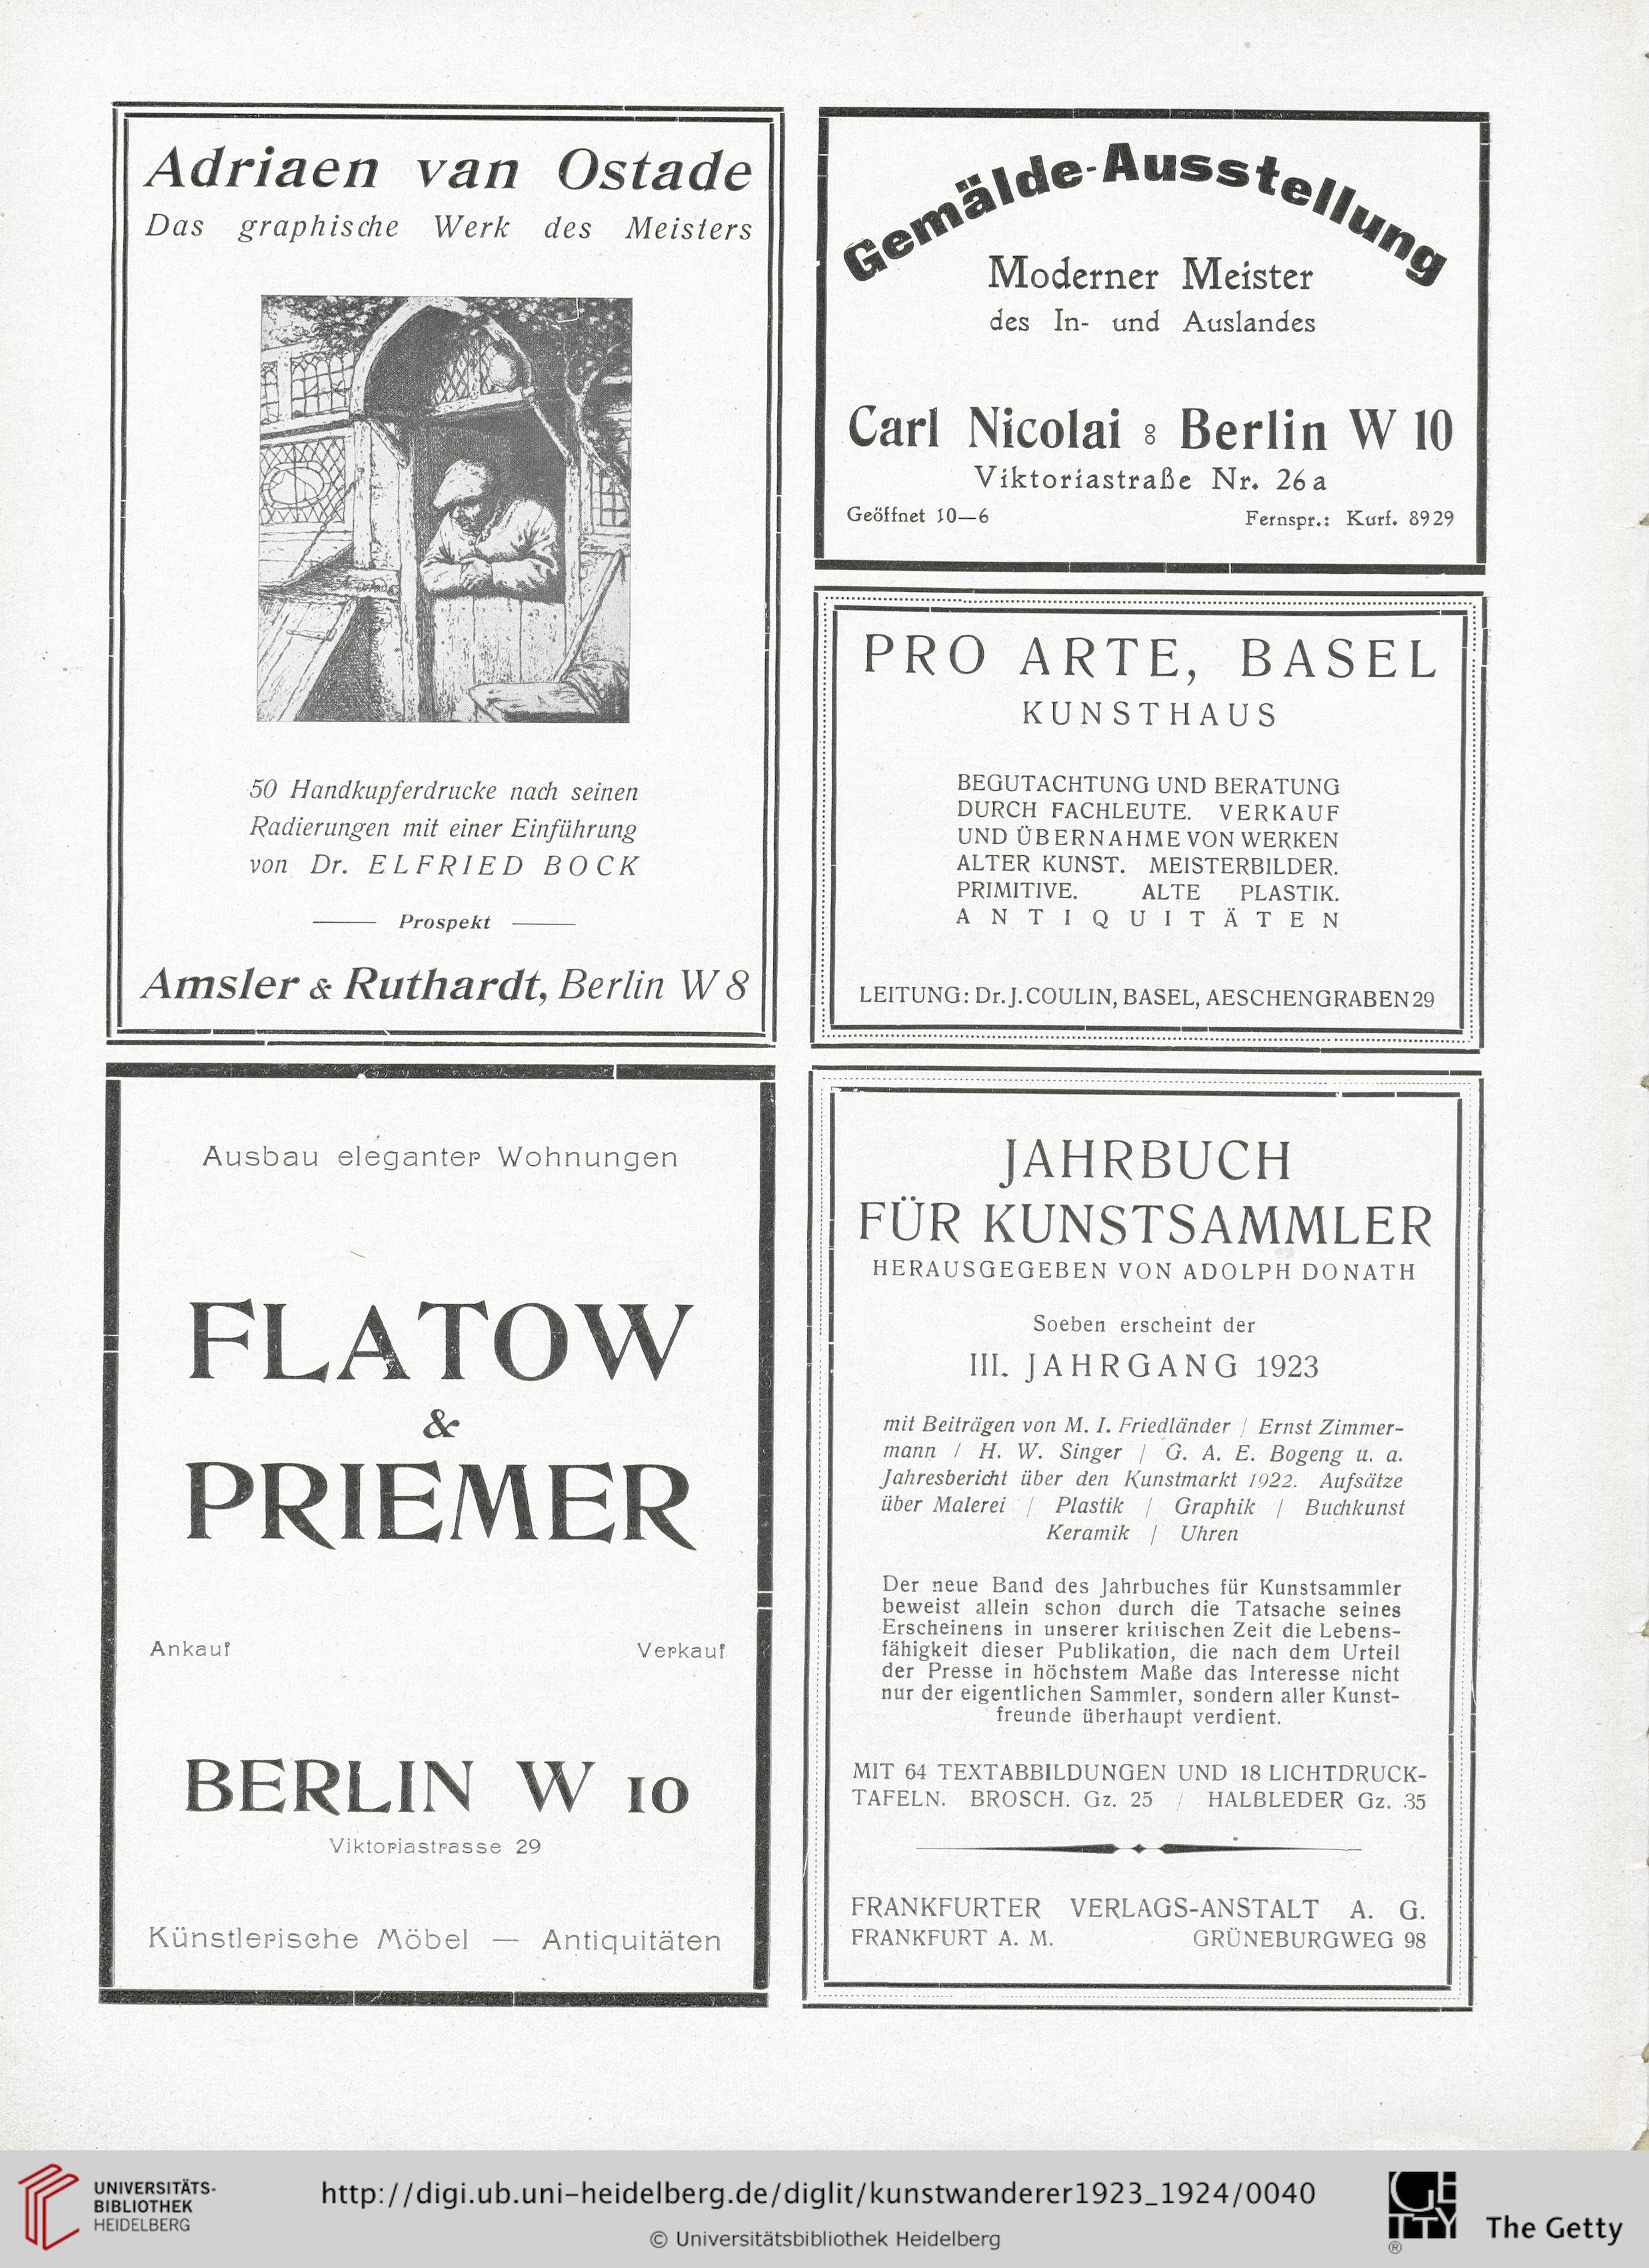 Adriaen van Ostade
Das graphische Werk des Meisters
50 Handkupferdrucke nach seinen
Radierungen mit einer Einführung
von Dr. ELFRIED BOCK
Prospekt
Amsler & Ruthardt, Berlin W 8
Gemälde-Ausstellung
Moderner Meister
des In- und Auslandes
Carl Nicolai : Berlin W 10
Viktoriastraße Nr. 26 a
Geöffnet 10—6 Fernspr.: Kurf. 8929
PRO ARTE, BASEL
KUNSTHAUS
BEGUTACHTUNG UND BERATUNG
DURCH FACHLEUTE. VERKAUF
UND ÜBERNAHME VON WERKEN
ALTER KUNST. MEISTERBILDER.
PRIMITIVE. ALTE PLASTIK.
ANTIQUITÄTEN
LEITUNG: Dr. J. COULIN, BASEL, AESCHENGRABEN 29
Ausbau eleganter Wohnungen
FLATOW
&
PRIEMER
Ankauf Verkauf
BERLIN W 10
Viktoriastrasse 29
Künstlerische Möbel — Antiquitäten
JAHRBUCH
FÜR KUNSTSAMMLER
HERAUSGEGEBEN VON ADOLPH DONATH
Soeben erscheint der
III. JAHRGANG 1923
mit Beiträgen von M. I. Friedländer / Ernst Zimmer-
mann / H. W. Singer / G. A. E. Bogeng u. a.
Jahresbericht über den Kunstmarkt 1922. Aufsätze
über Malerei / Plastik / Graphik / Buchkunst
Keramik / Uhren
Der neue Band des Jahrbuches für Kunstsammler
beweist allein schon durch die Tatsache seines
Erscheinens in unserer kritischen Zeit die Lebens-
fähigkeit dieser Publikation, die nach dem Urteil
der Presse in höchstem Maße das Interesse nicht
nur der eigentlichen Sammler, sondern aller Kunst-
freunde überhaupt verdient.
MIT 64 TEXTABBILDUNGEN UND 18 LICHTDRUCK-
TAFELN. BROSCH. Gz. 25 / HALBLEDER Gz. 35
FRANKFURTER VERLAGS-ANSTALT A. G.
FRANKFURT A. M. GRÜNEBURGWEG 98
UNIVERSITÄTS-
BIBLIOTHEK
HEIDELBERG
http://digi.ub.uni-heidelberg.de/diglit/kunstwanderer1923_1924/0040
© Universitätsbibliothek Heidelberg
GETTY
®
The Getty